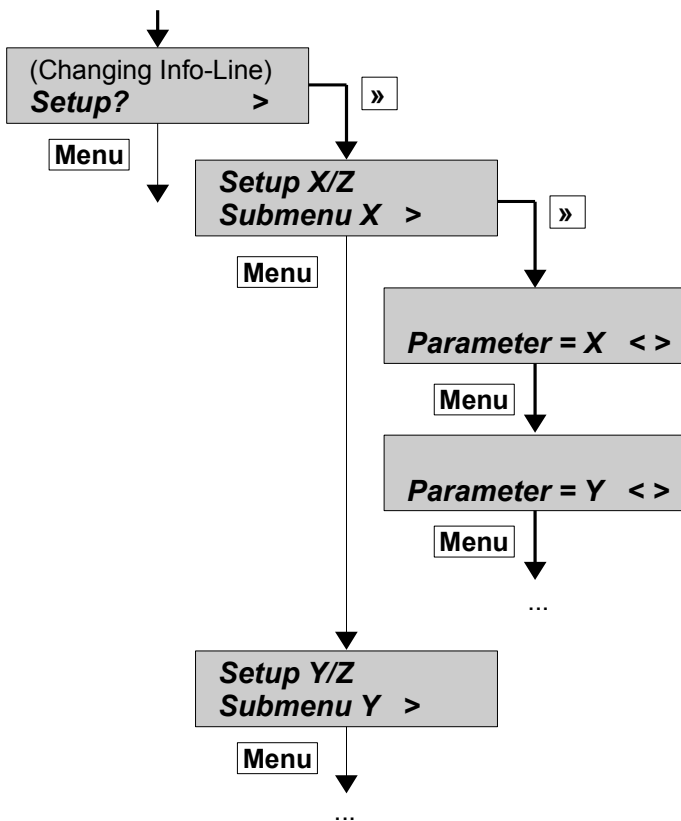 (Changing Info-Line)
Setup? >
»
Menu
Setup X/Z
Submenu X >
»
Menu
Parameter = X < >
Menu
Parameter = Y < >
Menu
...
Setup Y/Z
Submenu Y >
Menu
...